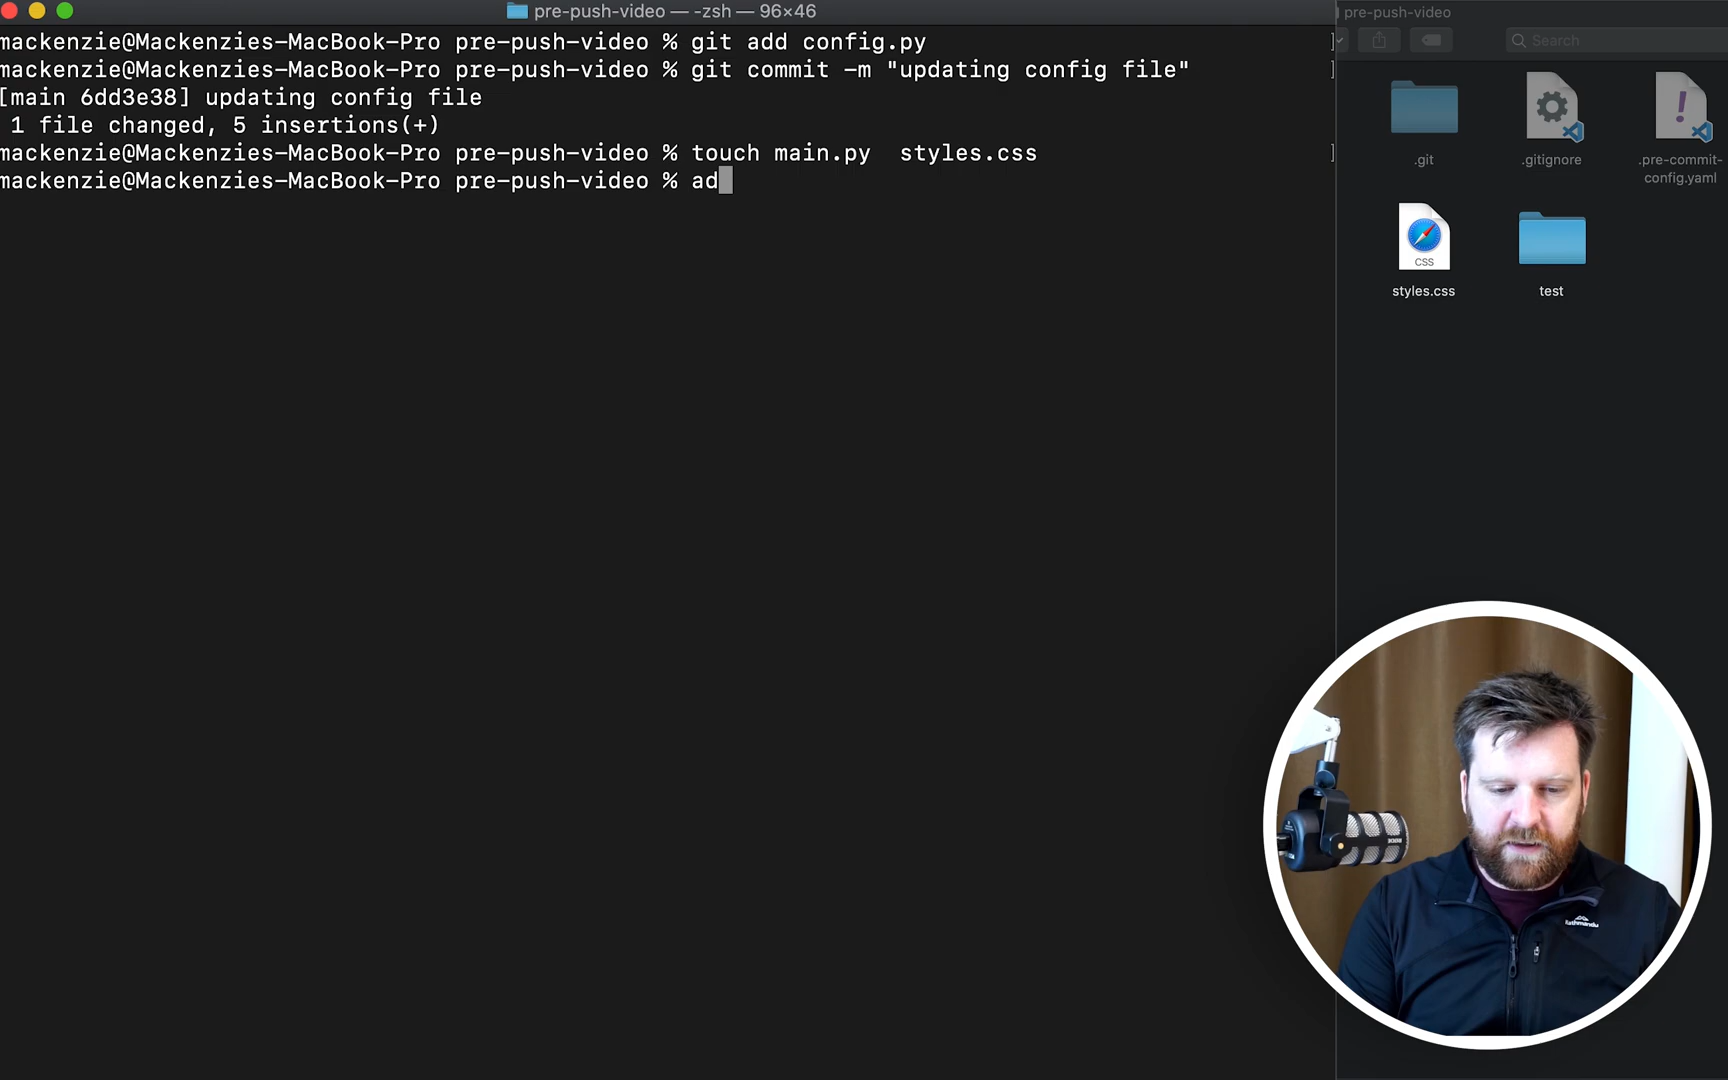 pre-push-video — -zsh — 96×46
mackenzie@Mackenzies-MacBook-Pro pre-push-video % git add config.py
mackenzie@Mackenzies-MacBook-Pro pre-push-video % git commit -m "updating config file"
[main 6dd3e38] updating config file
1 file changed, 5 insertions(+)
mackenzie@Mackenzies-MacBook-Pro pre-push-video % touch main.py  styles.css
mackenzie@Mackenzies-MacBook-Pro pre-push-video % ad
pre-push-video
Search
.git
.gitignore
.pre-commit-
config.yaml
CSS
styles.css
test
RODE
Kathmandu